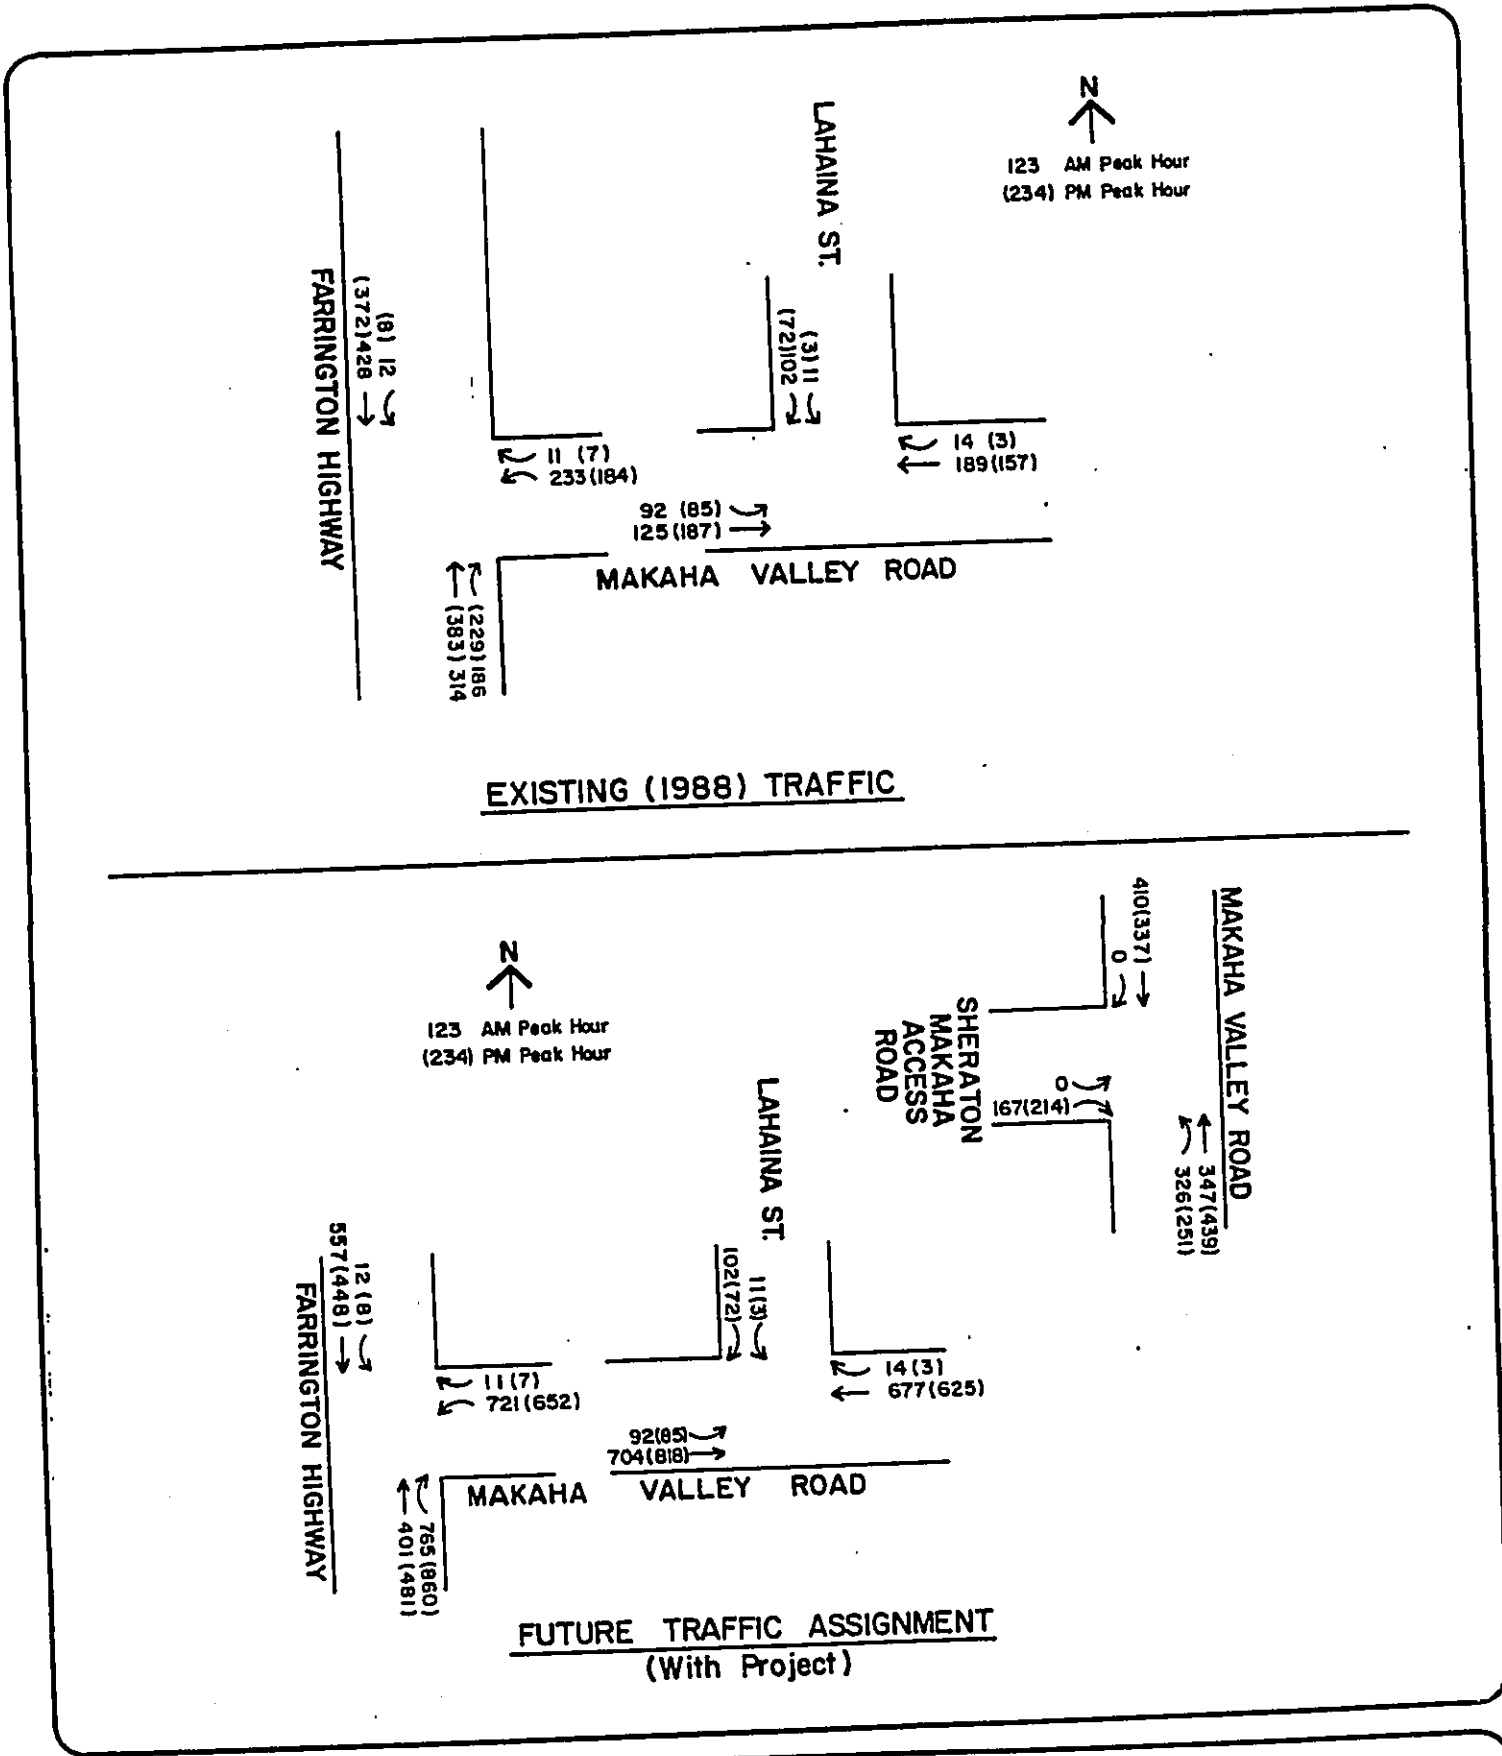 N
123 AM Peak Hour
(234) PM Peak Hour
LAHAINA ST.
FARRINGTON HIGHWAY
(372)428
(8) 12
(72)102
(3)11
11 (7)
233(184)
14 (3)
189(157)
92 (85)
125(187)
MAKAHA VALLEY ROAD
(383) 314
(229)186
EXISTING (1988) TRAFFIC
N
123 AM Peak Hour
(234) PM Peak Hour
MAKAHA VALLEY ROAD
410(337)
0
SHERATON
MAKAHA
ACCESS
ROAD
0
167(214)
347(439)
326(251)
LAHAINA ST.
FARRINGTON HIGHWAY
557(448)
12(8)
102(72)
11(3)
11(7)
721(652)
14(3)
677(625)
92(85)
704(818)
MAKAHA VALLEY ROAD
401(481)
765(860)
FUTURE TRAFFIC ASSIGNMENT
(With Project)